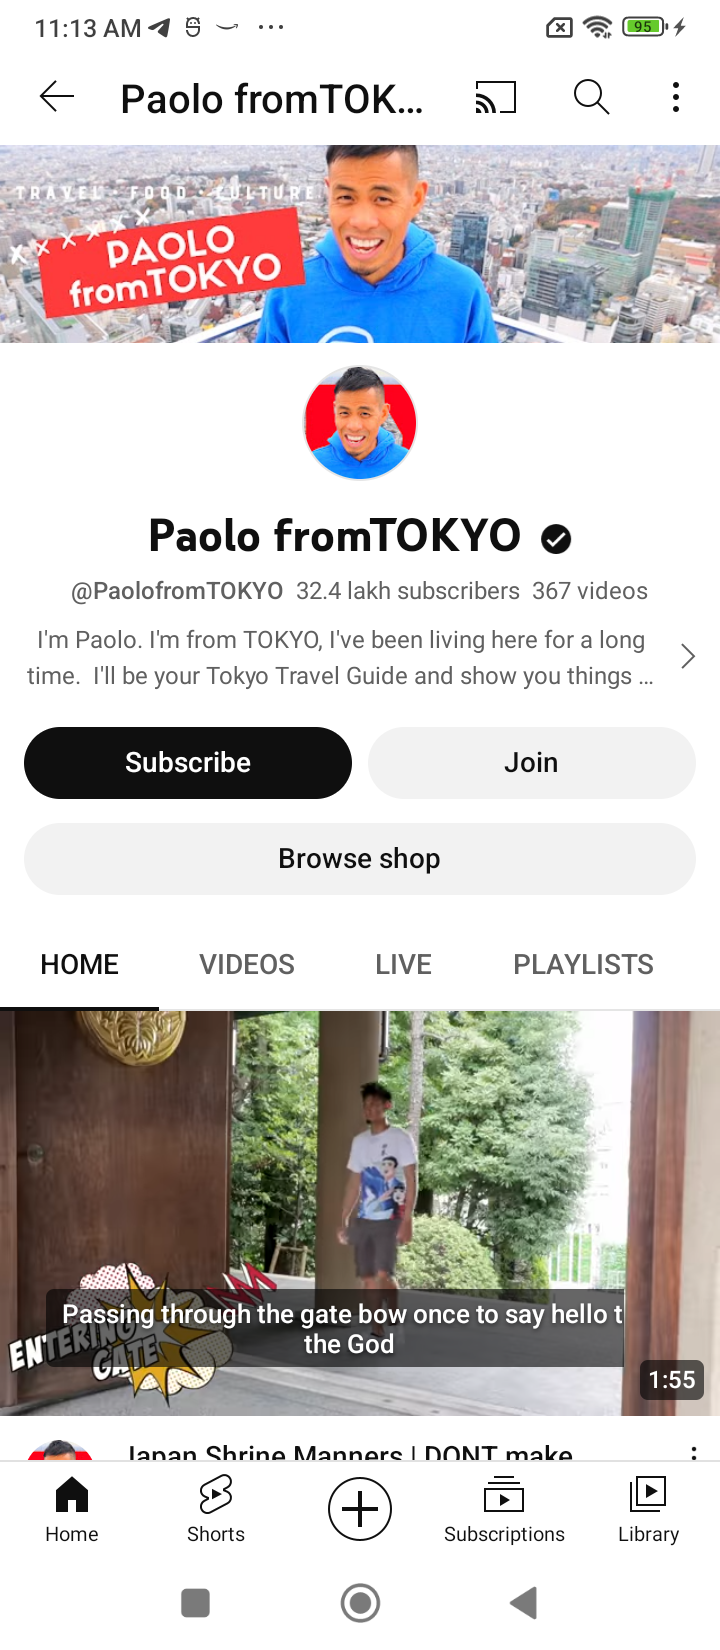 11:13 AM
95
Paolo fromTOK...
TRAVEL · FOOD · CULTURE
PAOLO
fromTOKYO
Paolo fromTOKYO
@PaolofromTOKYO 32.4 lakh subscribers 367 videos
I'm Paolo. I'm from TOKYO, I've been living here for a long
time. I'll be your Tokyo Travel Guide and show you things ...
Subscribe
Join
Browse shop
HOME
VIDEOS
LIVE
PLAYLISTS
Passing through the gate bow once to say hello t
the God
ENTERING
GATE
1:55
Japan Shrine Manners | DONT make
Home
Shorts
Subscriptions
Library